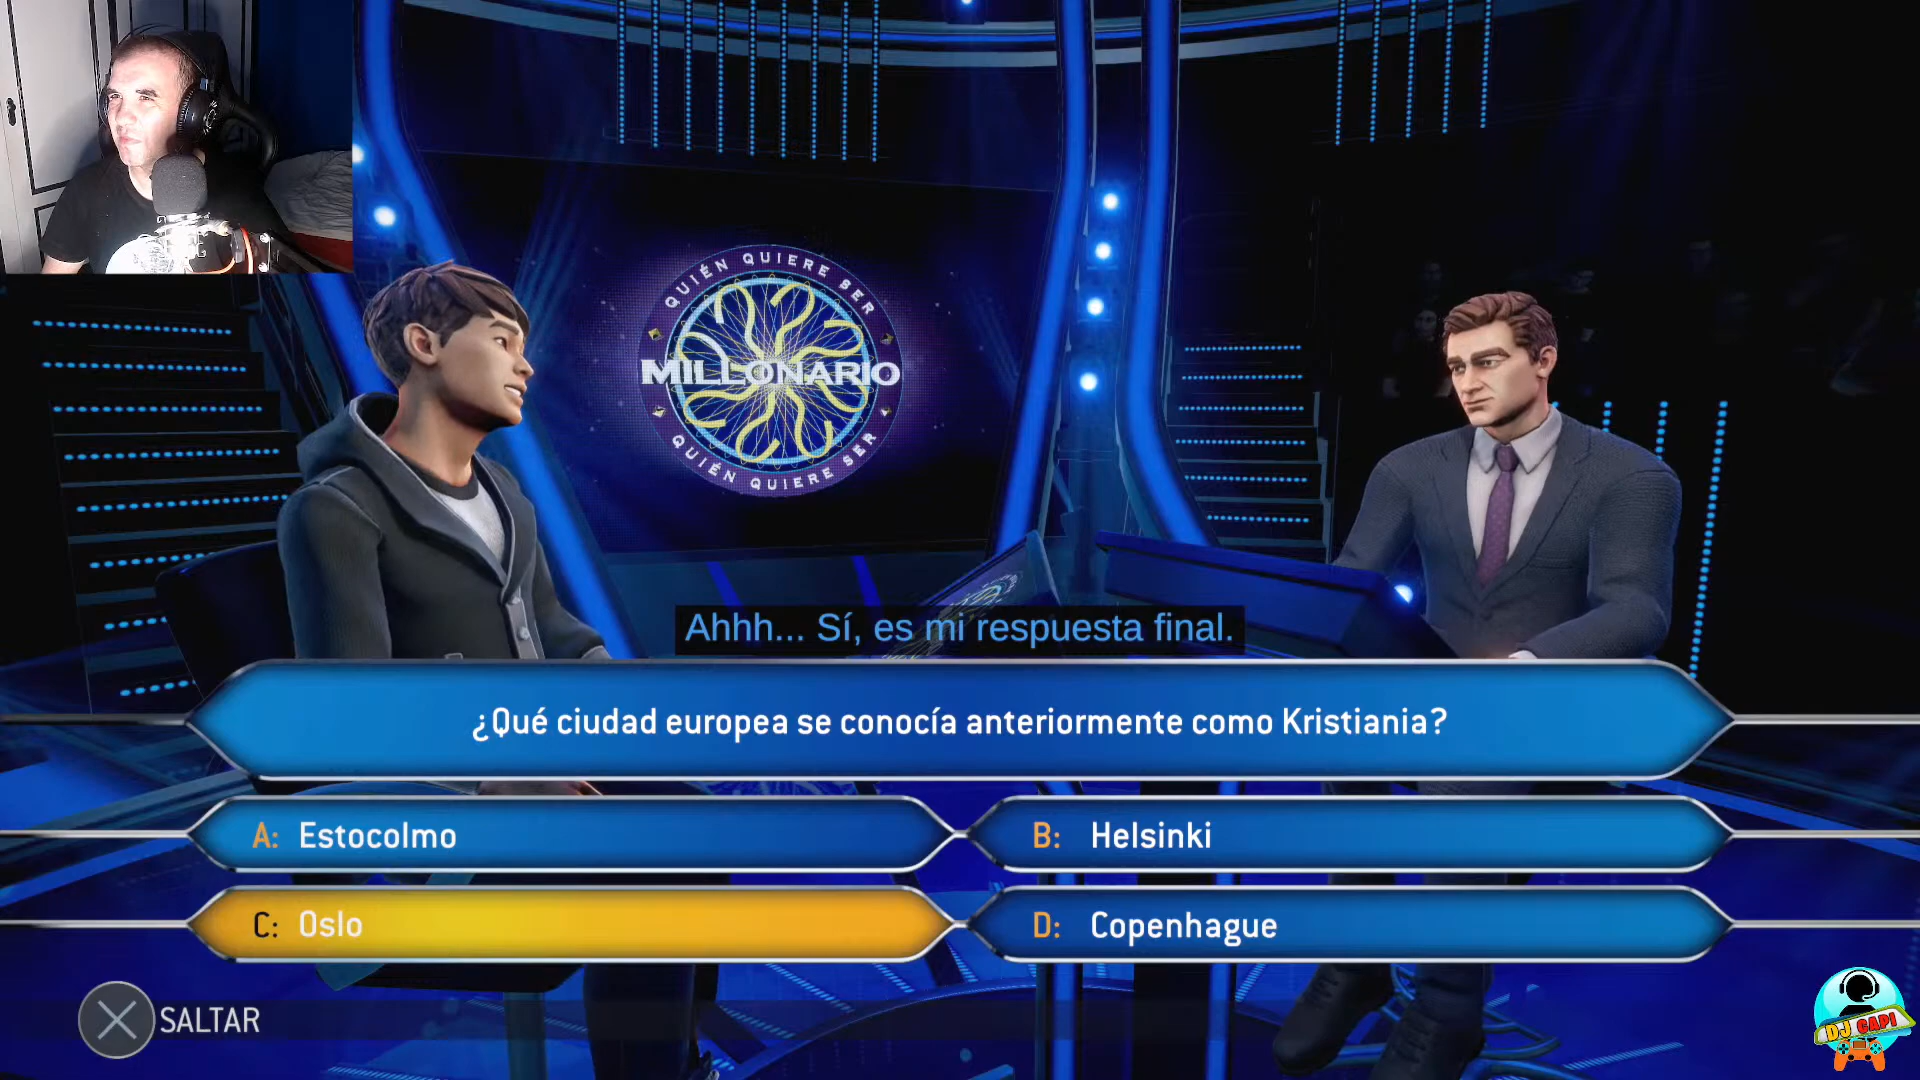 QUIÉN QUIERE SER
MILLONARIO
QUIÉN QUIERE SER
Ahhh... Sí, es mi respuesta final.
¿Qué ciudad europea se conocía anteriormente como Kristiania?
A: Estocolmo
B: Helsinki
C: Oslo
D: Copenhague
SALTAR
DJ CAPI